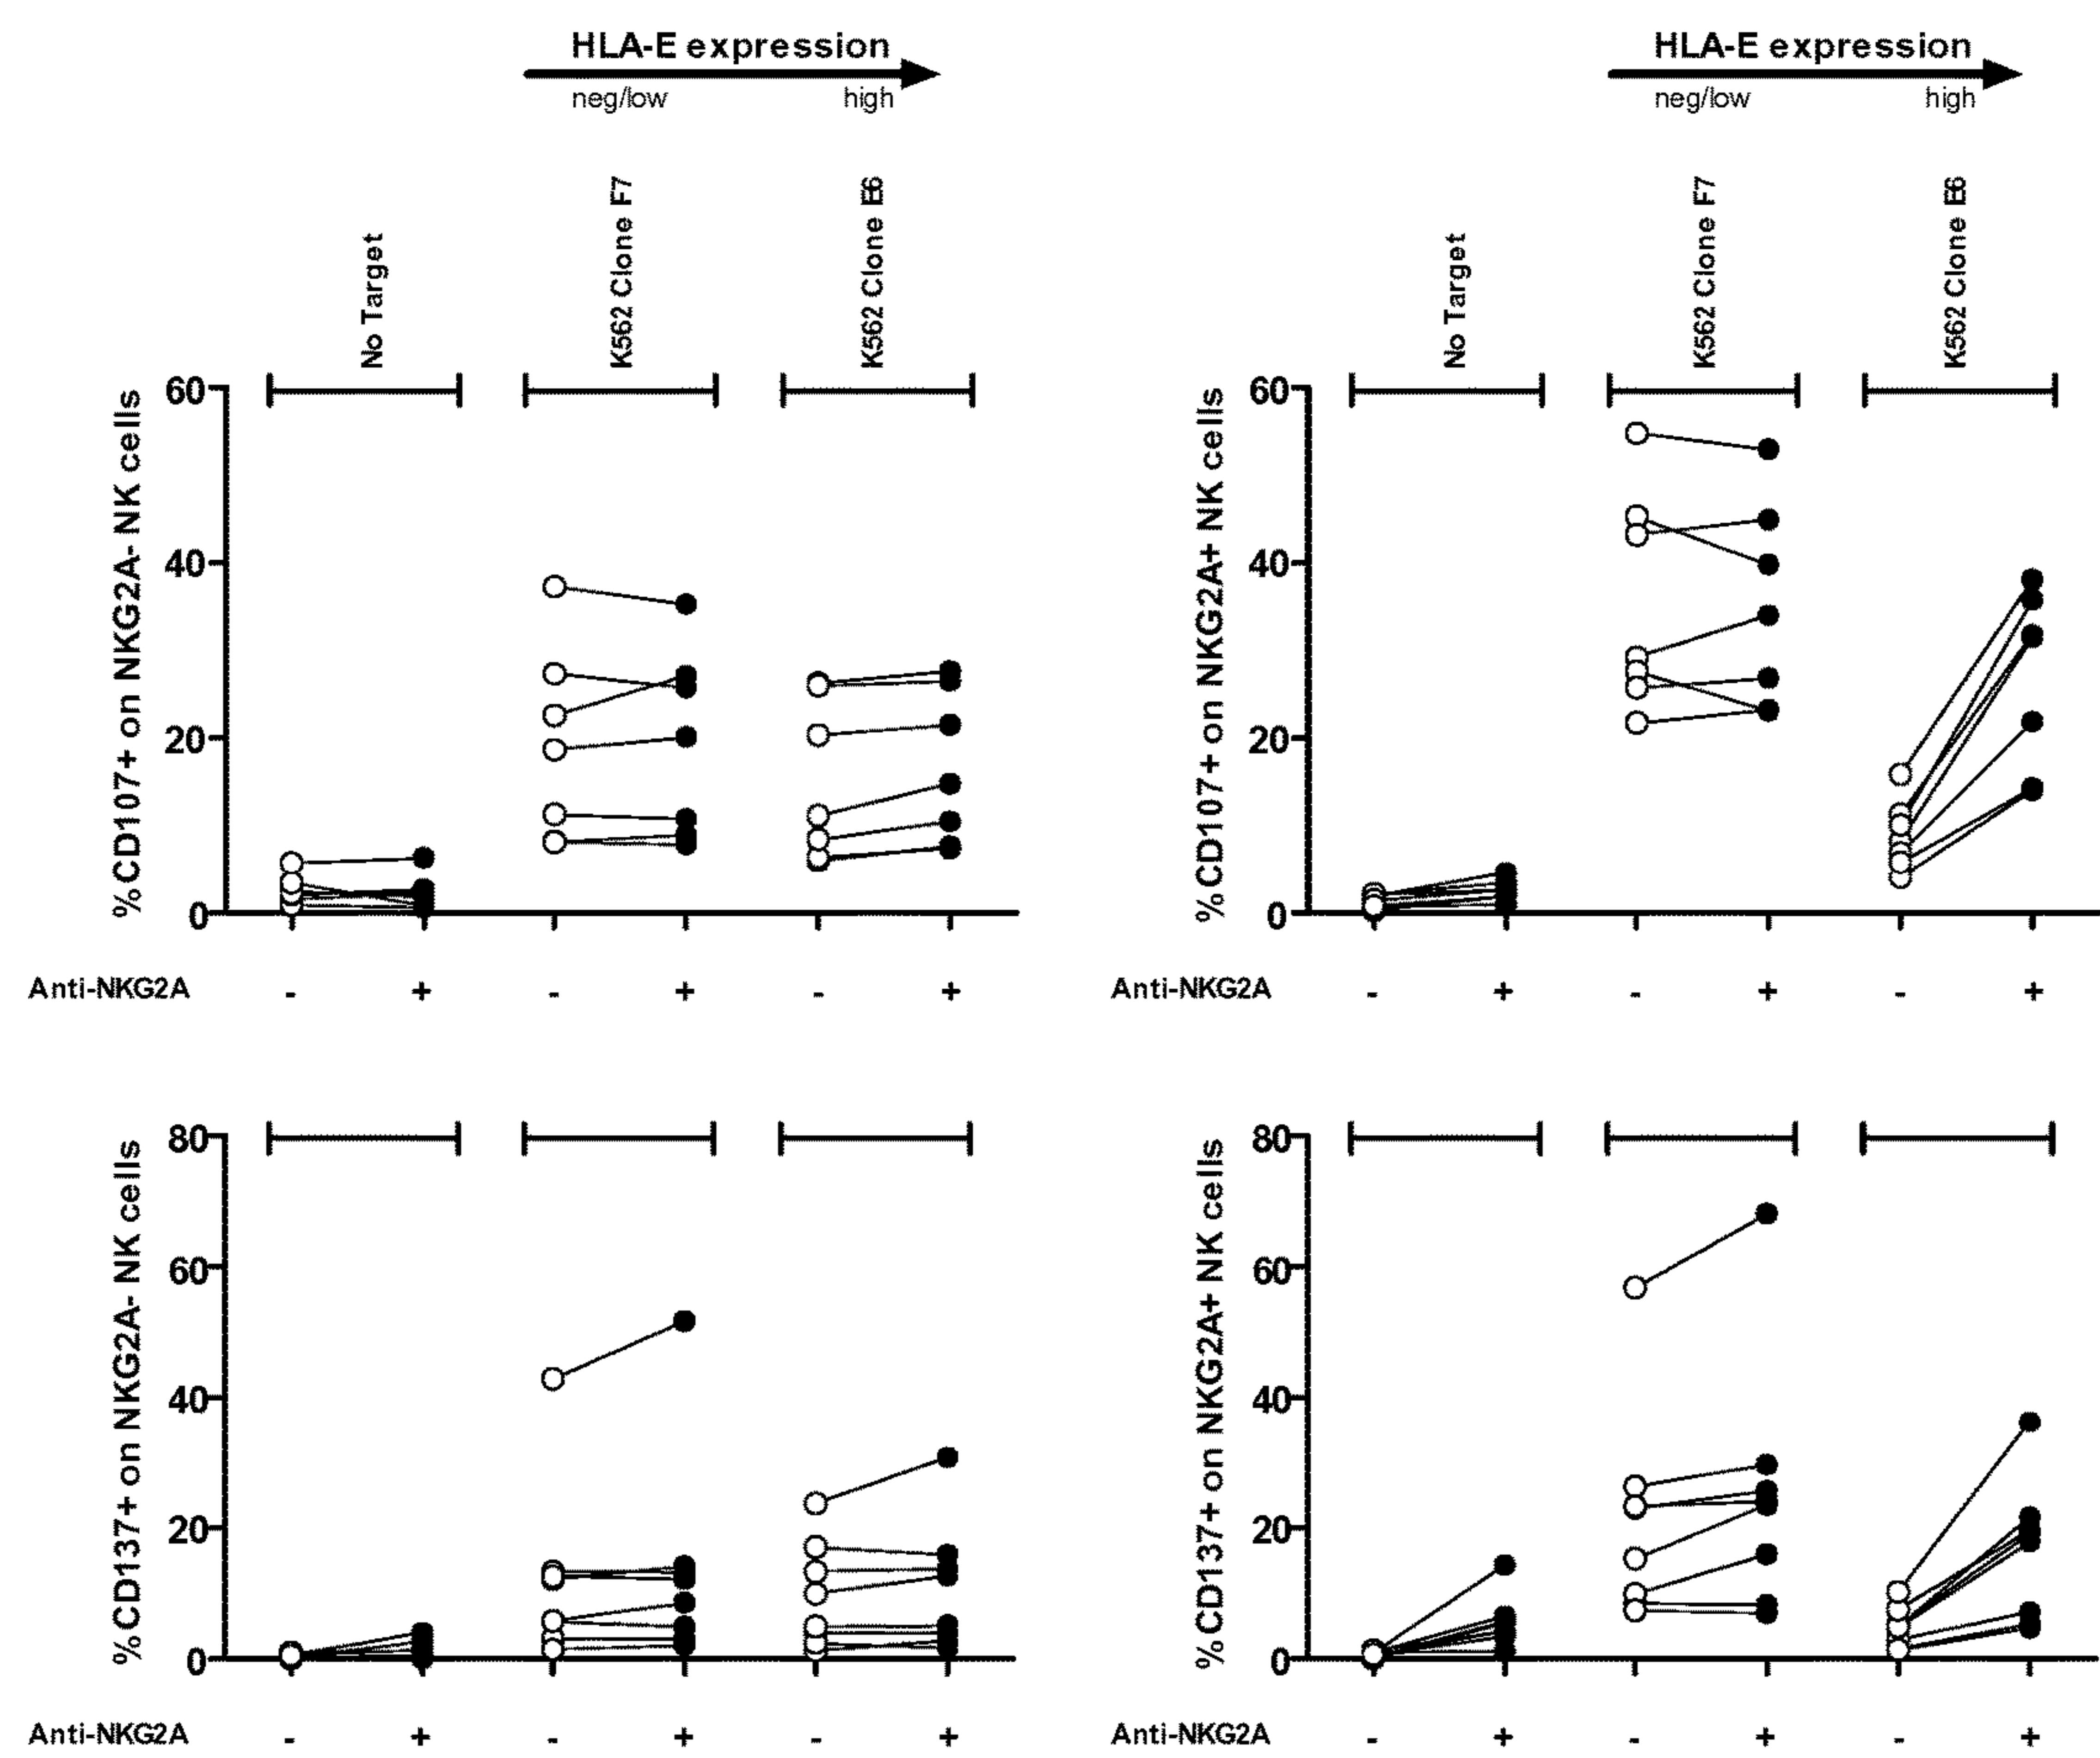 HLA-E expression
neg/low high
HLA-E expression
neg/low high
No Target
K562 Clone F7
K562 Clone E6
No Target
K562 Clone F7
K562 Clone E6
%CD107+ on NKG2A- NK cells
60
40
20
0
Anti-NKG2A - + - + - +
%CD107+ on NKG2A+ NK cells
60
40
20
0
Anti-NKG2A - + - + - +
%CD137+ on NKG2A- NK cells
80
60
40
20
0
Anti-NKG2A - + - + - +
%CD137+ on NKG2A+ NK cells
80
60
40
20
0
Anti-NKG2A - + - + - +